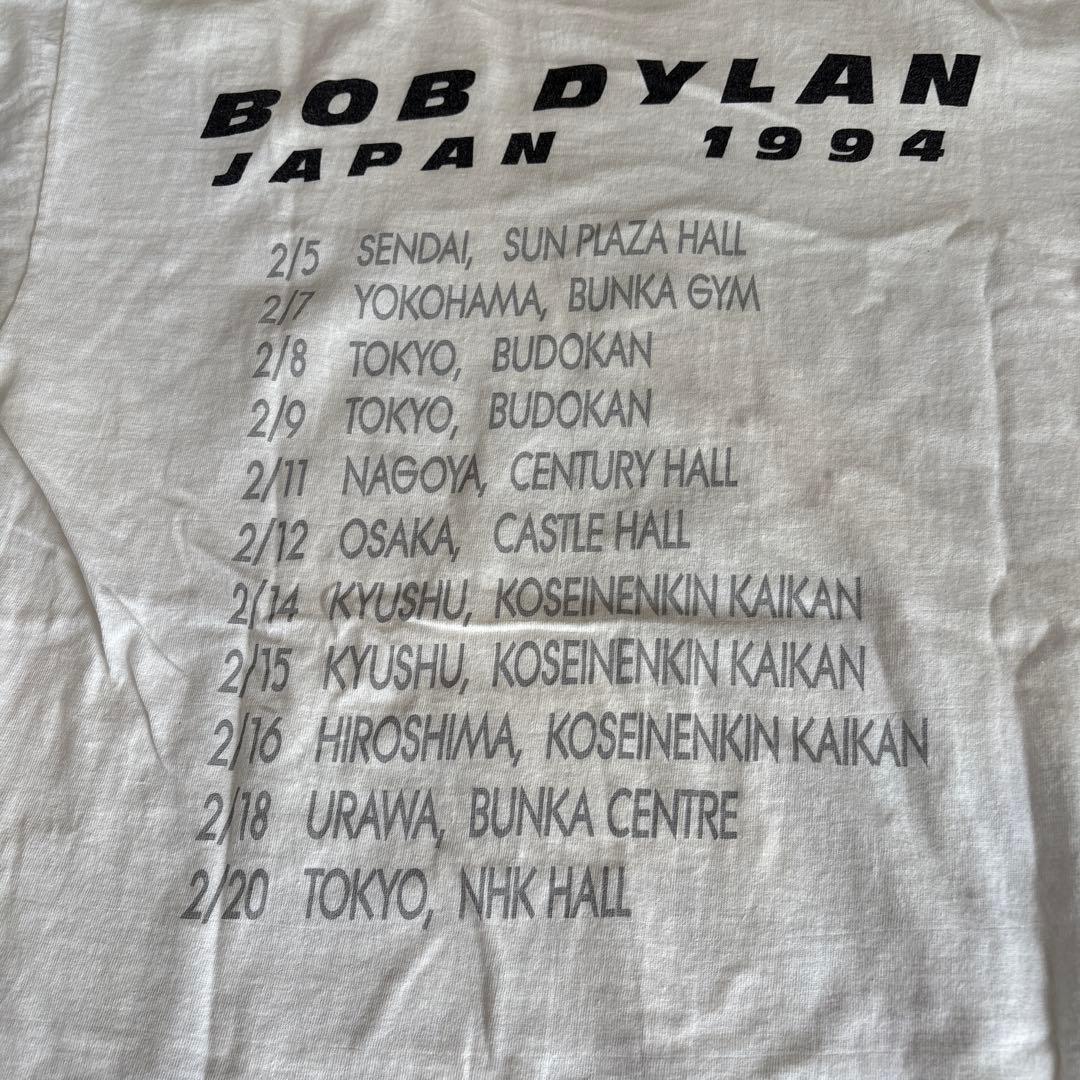 BOB DYLAN
JAPAN 1994
2/5 SENDAI, SUN PLAZA HALL
2/7 YOKOHAMA, BUNKA GYM
2/8 TOKYO, BUDOKAN
2/9 TOKYO, BUDOKAN
2/11 NAGOYA, CENTURY HALL
2/12 OSAKA, CASTLE HALL
2/14 KYUSHU, KOSEINENKIN KAIKAN
2/15 KYUSHU, KOSEINENKIN KAIKAN
2/16 HIROSHIMA, KOSEINENKIN KAIKAN
2/18 URAWA, BUNKA CENTRE
2/20 TOKYO, NHK HALL